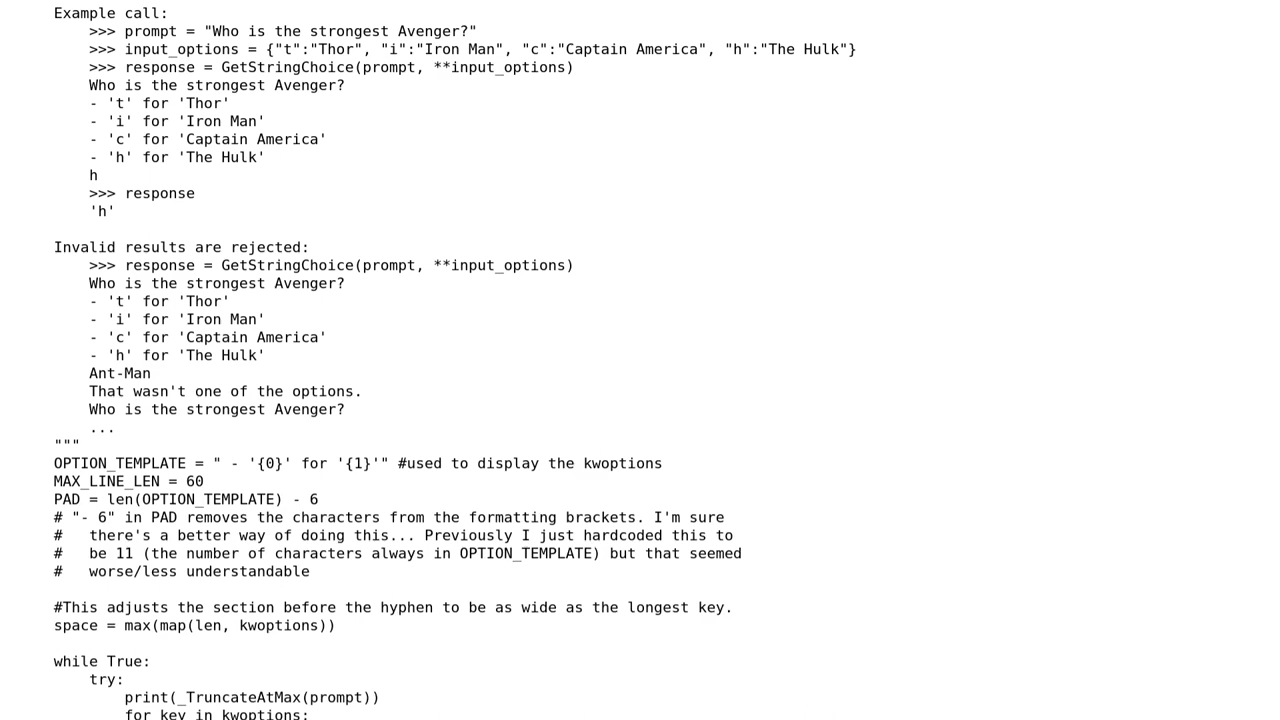 Example call:
    >>> prompt = "Who is the strongest Avenger?"
    >>> input_options = {"t":"Thor", "i":"Iron Man", "c":"Captain America", "h":"The Hulk"}
    >>> response = GetStringChoice(prompt, **input_options)
    Who is the strongest Avenger?
    - 't' for 'Thor'
    - 'i' for 'Iron Man'
    - 'c' for 'Captain America'
    - 'h' for 'The Hulk'
    h
    >>> response
    'h'

Invalid results are rejected:
    >>> response = GetStringChoice(prompt, **input_options)
    Who is the strongest Avenger?
    - 't' for 'Thor'
    - 'i' for 'Iron Man'
    - 'c' for 'Captain America'
    - 'h' for 'The Hulk'
    Ant-Man
    That wasn't one of the options.
    Who is the strongest Avenger?
    ...
"""
OPTION_TEMPLATE = " - '{0}' for '{1}'" #used to display the kwoptions
MAX_LINE_LEN = 60
PAD = len(OPTION_TEMPLATE) - 6
# "- 6" in PAD removes the characters from the formatting brackets. I'm sure
#   there's a better way of doing this... Previously I just hardcoded this to
#   be 11 (the number of characters always in OPTION_TEMPLATE) but that seemed
#   worse/less understandable

#This adjusts the section before the hyphen to be as wide as the longest key.
space = max(map(len, kwoptions))

while True:
    try:
        print(_TruncateAtMax(prompt))
        for key in kwoptions: